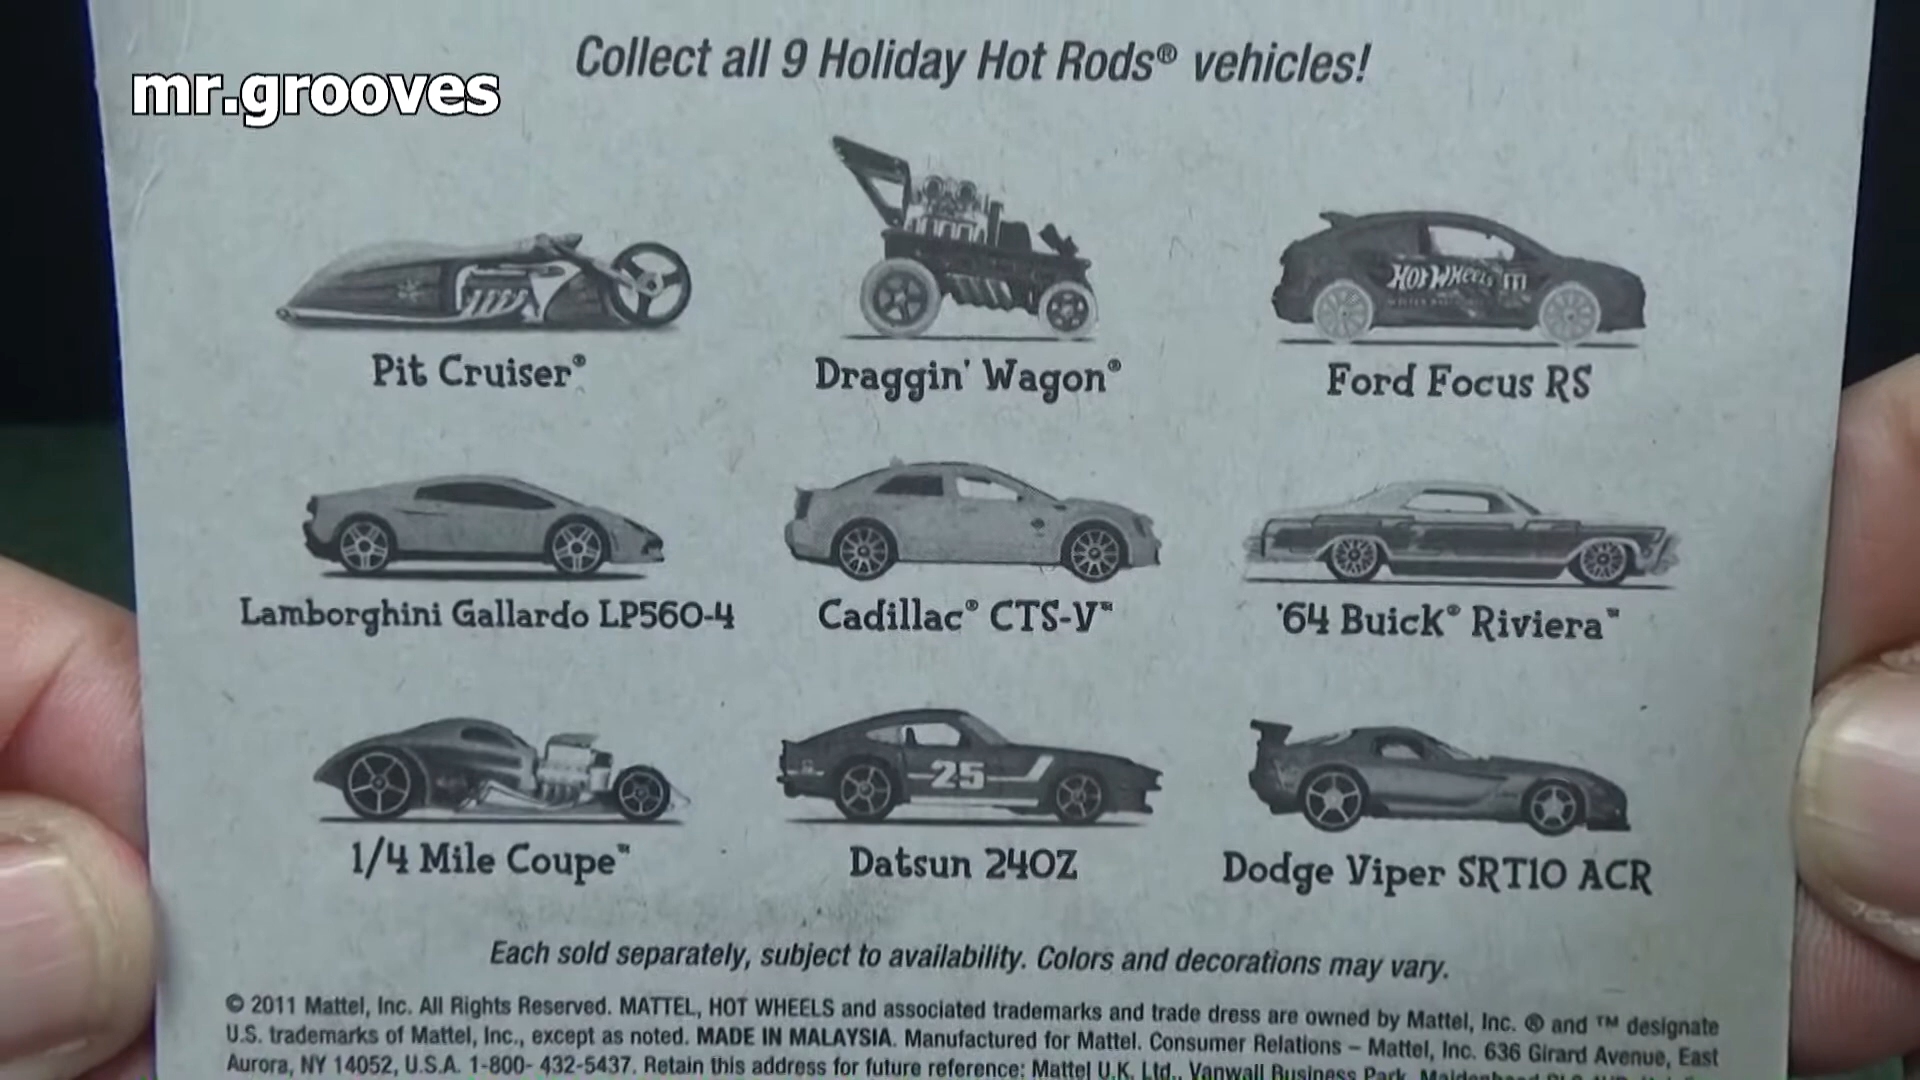 Collect all 9 Holiday Hot Rods® vehicles!
mr.grooves
HOT WHEELS
Pit Cruiser®
Draggin' Wagon®
Ford Focus RS
Lamborghini Gallardo LP560-4
Cadillac® CTS-V™
'64 Buick® Riviera™
25
1/4 Mile Coupe™
Datsun 240Z
Dodge Viper SRT10 ACR
Each sold separately, subject to availability. Colors and decorations may vary.
© 2011 Mattel, Inc. All Rights Reserved. MATTEL, HOT WHEELS and associated trademarks and trade dress are owned by Mattel, Inc. ® and ™ designate
U.S. trademarks of Mattel, Inc., except as noted. MADE IN MALAYSIA. Manufactured for Mattel. Consumer Relations – Mattel, Inc. 636 Girard Avenue, East
Aurora, NY 14052, U.S.A. 1-800- 432-5437. Retain this address for future reference: Mattel U.K. Ltd., Vanwall Business Park,